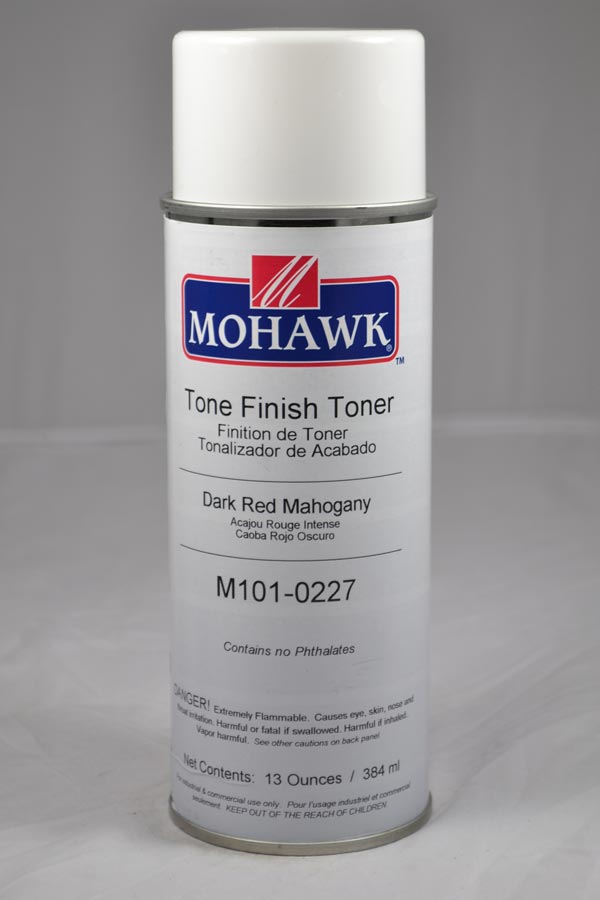 M
MOHAWK®
™
Tone Finish Toner
Finition de Toner
Tonalizador de Acabado
Dark Red Mahogany
Acajou Rouge Intense
Caoba Rojo Oscuro
M101-0227
Contains no Phthalates
DANGER! Extremely Flammable. Causes eye, skin, nose and
throat irritation. Harmful or fatal if swallowed. Harmful if inhaled.
Vapor harmful. See other cautions on back panel
Net Contents: 13 Ounces / 384 ml
For industrial & commercial use only. Pour l'usage industriel et commercial
seulement. KEEP OUT OF THE REACH OF CHILDREN.